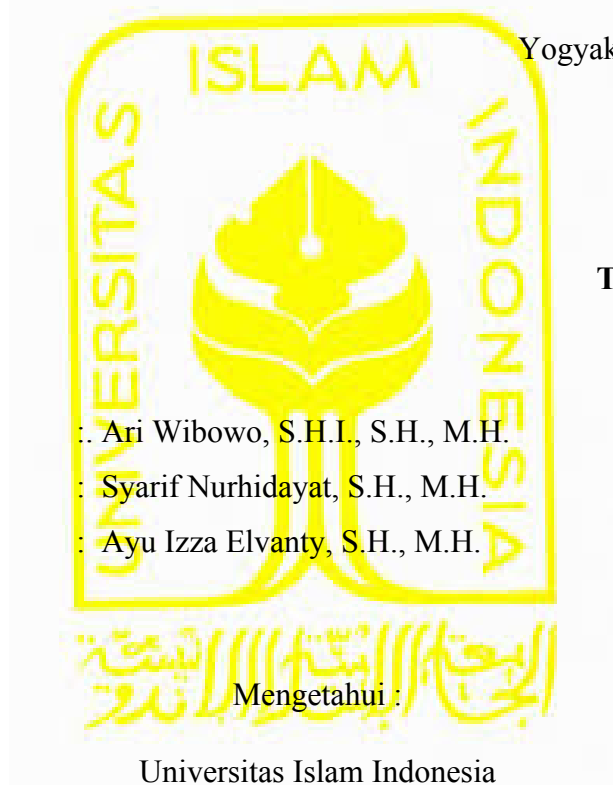 Yogyak
UNIVERSITAS
ISLAM
INDONESIA
T
:. Ari Wibowo, S.H.I., S.H., M.H.
: Syarif Nurhidayat, S.H., M.H.
: Ayu Izza Elvanty, S.H., M.H.
Mengetahui :
Universitas Islam Indonesia